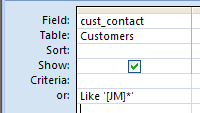 Field: cust_contact
Table: Customers
Sort:
Show:
Criteria:
or: Like '[JM]*'